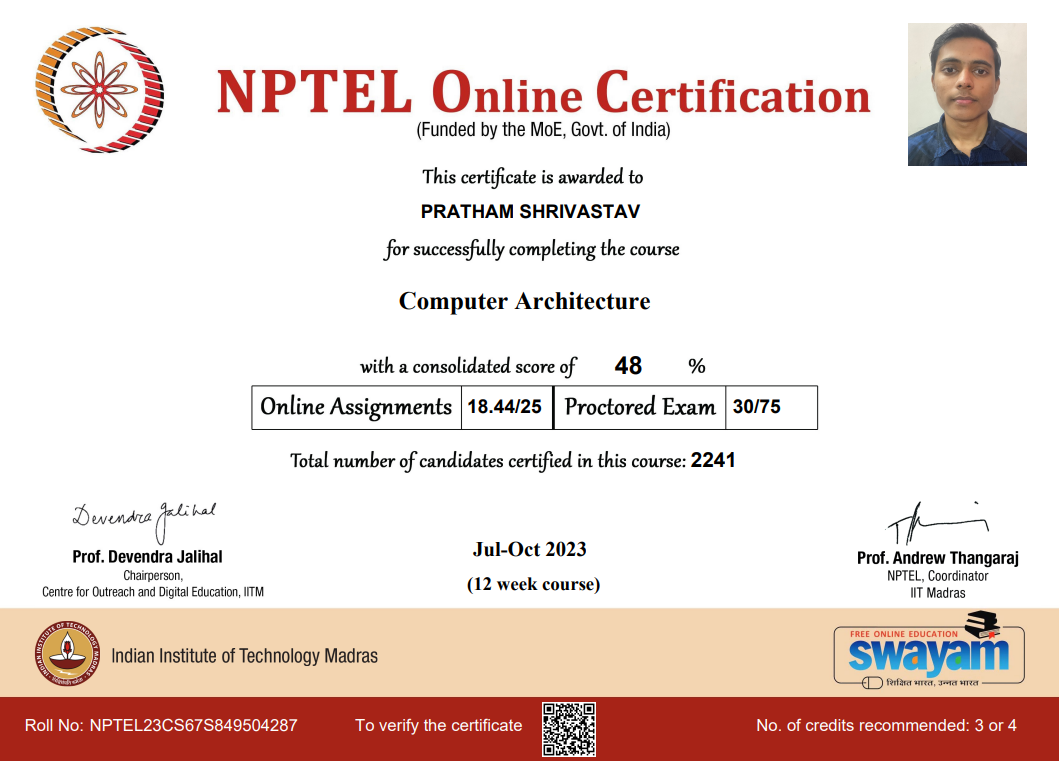 NPTEL Online Certification
(Funded by the MoE, Govt. of India)
This certificate is awarded to
PRATHAM SHRIVASTAV
for successfully completing the course
Computer Architecture
with a consolidated score of 48 %
Online Assignments 18.44/25 Proctored Exam 30/75
Total number of candidates certified in this course: 2241
Devendra Jalihal
Prof. Devendra Jalihal
Chairperson,
Centre for Outreach and Digital Education, IITM
Jul-Oct 2023
(12 week course)
Prof. Andrew Thangaraj
NPTEL, Coordinator
IIT Madras
INDIAN INSTITUTE OF TECHNOLOGY MADRAS
Indian Institute of Technology Madras
FREE ONLINE EDUCATION
swayam
शिक्षित भारत, उन्नत भारत
Roll No: NPTEL23CS67S849504287
To verify the certificate
No. of credits recommended: 3 or 4